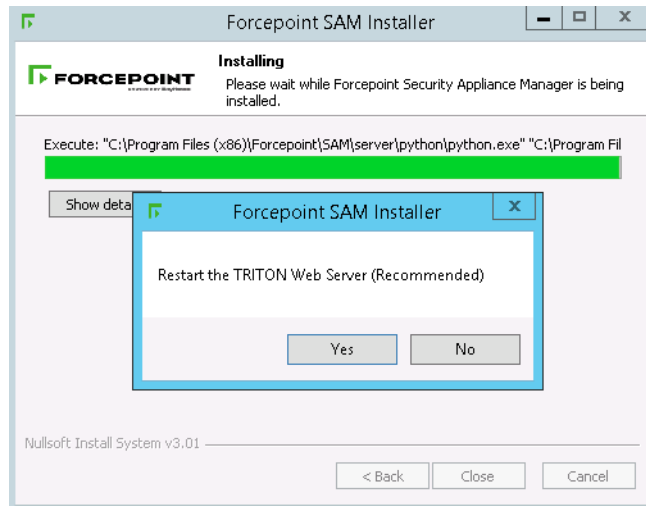 Forcepoint SAM Installer
FORCEPOINT
Installing
Please wait while Forcepoint Security Appliance Manager is being
installed.
Execute: "C:\Program Files (x86)\Forcepoint\SAM\server\python\python.exe" "C:\Program Fil
Show deta
Forcepoint SAM Installer
x
Restart the TRITON Web Server (Recommended)
Yes
No
Nullsoft Install System v3.01
< Back
Close
Cancel